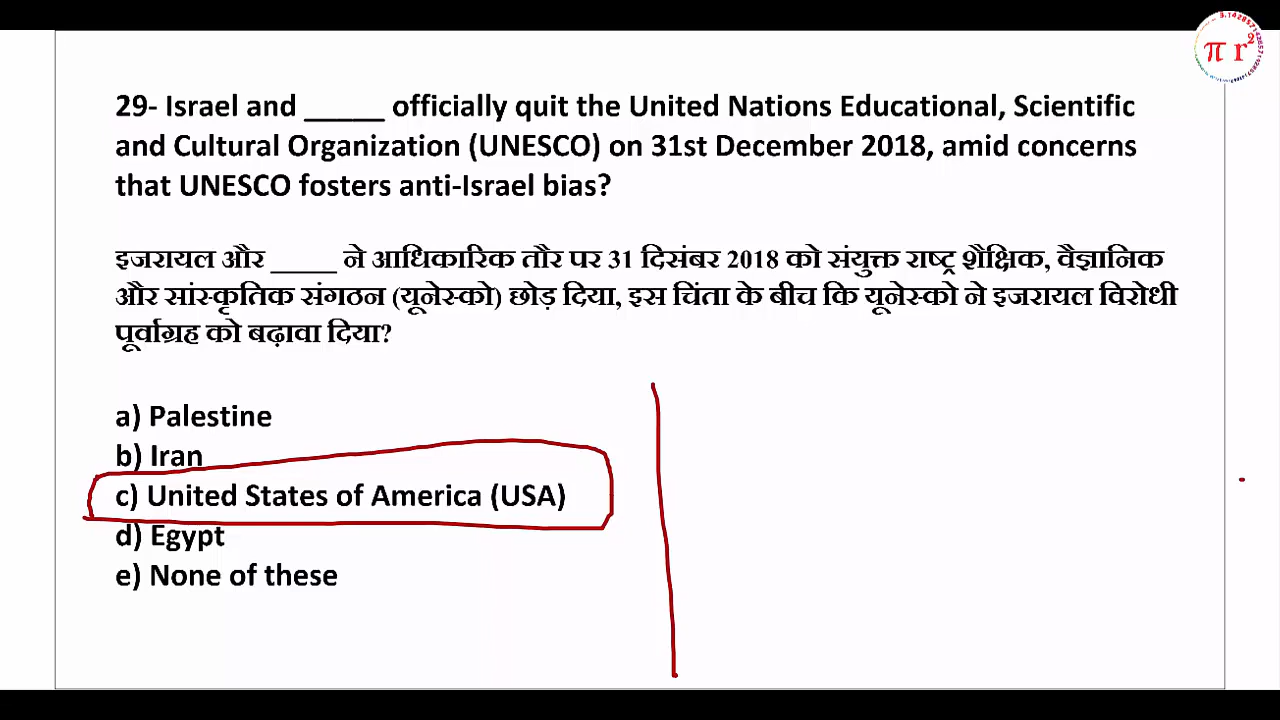 π r²
29- Israel and _____ officially quit the United Nations Educational, Scientific
and Cultural Organization (UNESCO) on 31st December 2018, amid concerns
that UNESCO fosters anti-Israel bias?
इजरायल और _____ ने आधिकारिक तौर पर 31 दिसंबर 2018 को संयुक्त राष्ट्र शैक्षिक, वैज्ञानिक
और सांस्कृतिक संगठन (यूनेस्को) छोड़ दिया, इस चिंता के बीच कि यूनेस्को ने इजरायल विरोधी
पूर्वाग्रह को बढ़ावा दिया?
a) Palestine
b) Iran
c) United States of America (USA)
d) Egypt
e) None of these